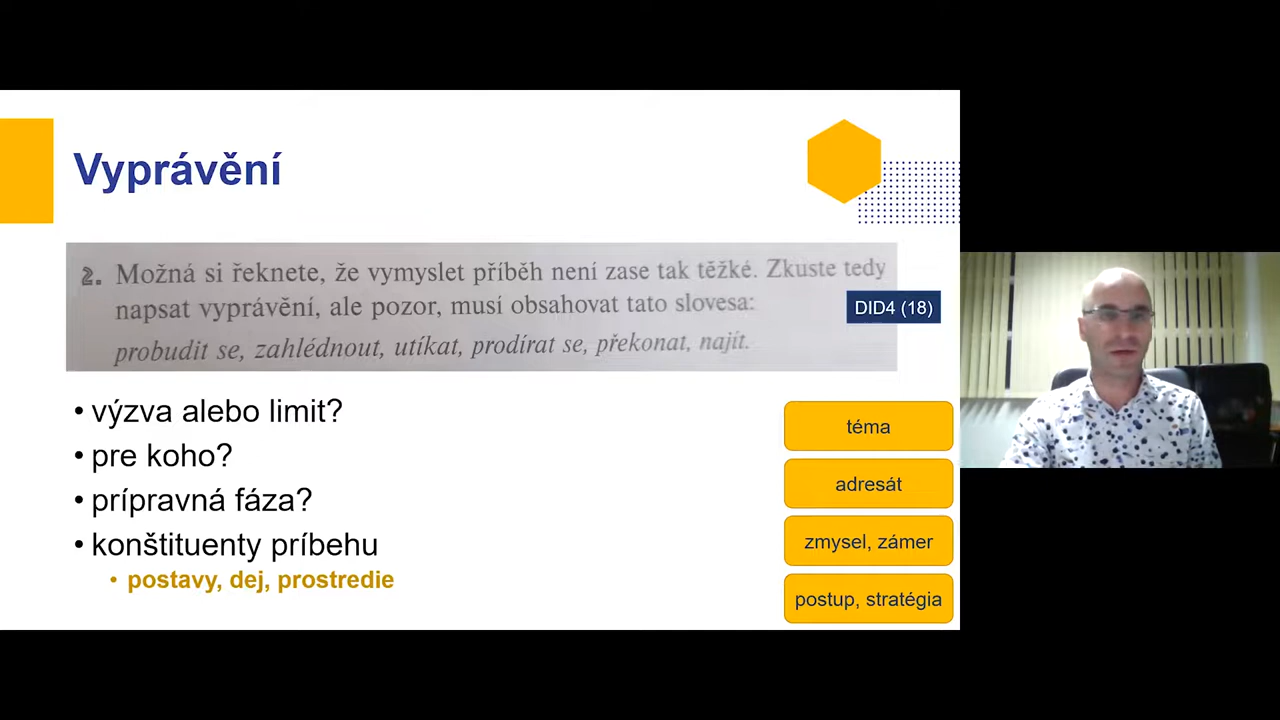 Vyprávění
2. Možná si řeknete, že vymyslet příběh není zase tak těžké. Zkuste tedy
napsat vyprávění, ale pozor, musí obsahovat tato slovesa:
DID4 (18)
probudit se, zahlédnout, utíkat, prodírat se, překonat, najít.
• výzva alebo limit?
• pre koho?
• prípravná fáza?
• konštituenty príbehu
• postavy, dej, prostredie
téma
adresát
zmysel, zámer
postup, stratégia